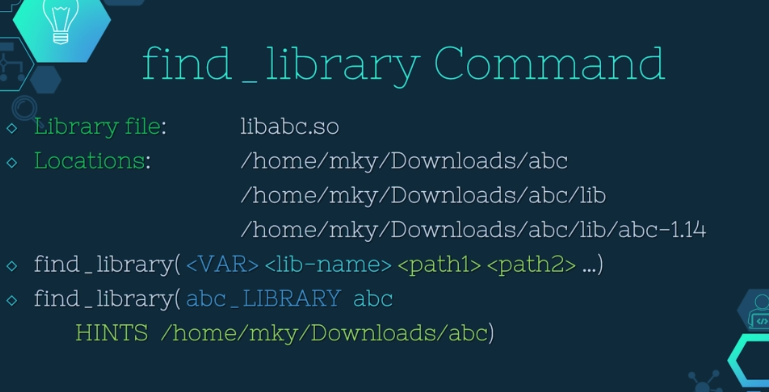 find_library Command
Library file: libabc.so
Locations: /home/mky/Downloads/abc
/home/mky/Downloads/abc/lib
/home/mky/Downloads/abc/lib/abc-1.14
find_library( <VAR> <lib-name> <path1> <path2> ...)
find_library( abc_LIBRARY abc
HINTS /home/mky/Downloads/abc)